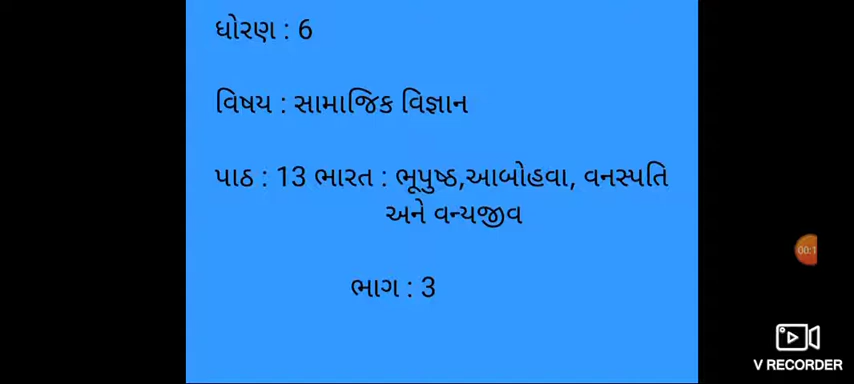 ધોરણ : 6
વિષય : સામાજિક વિજ્ઞાન
પાઠ : 13 ભારત : ભૂપુષ્ઠ,આબોહવા, વનસ્પતિ
અને વન્યજીવ
ભાગ : 3
V RECORDER